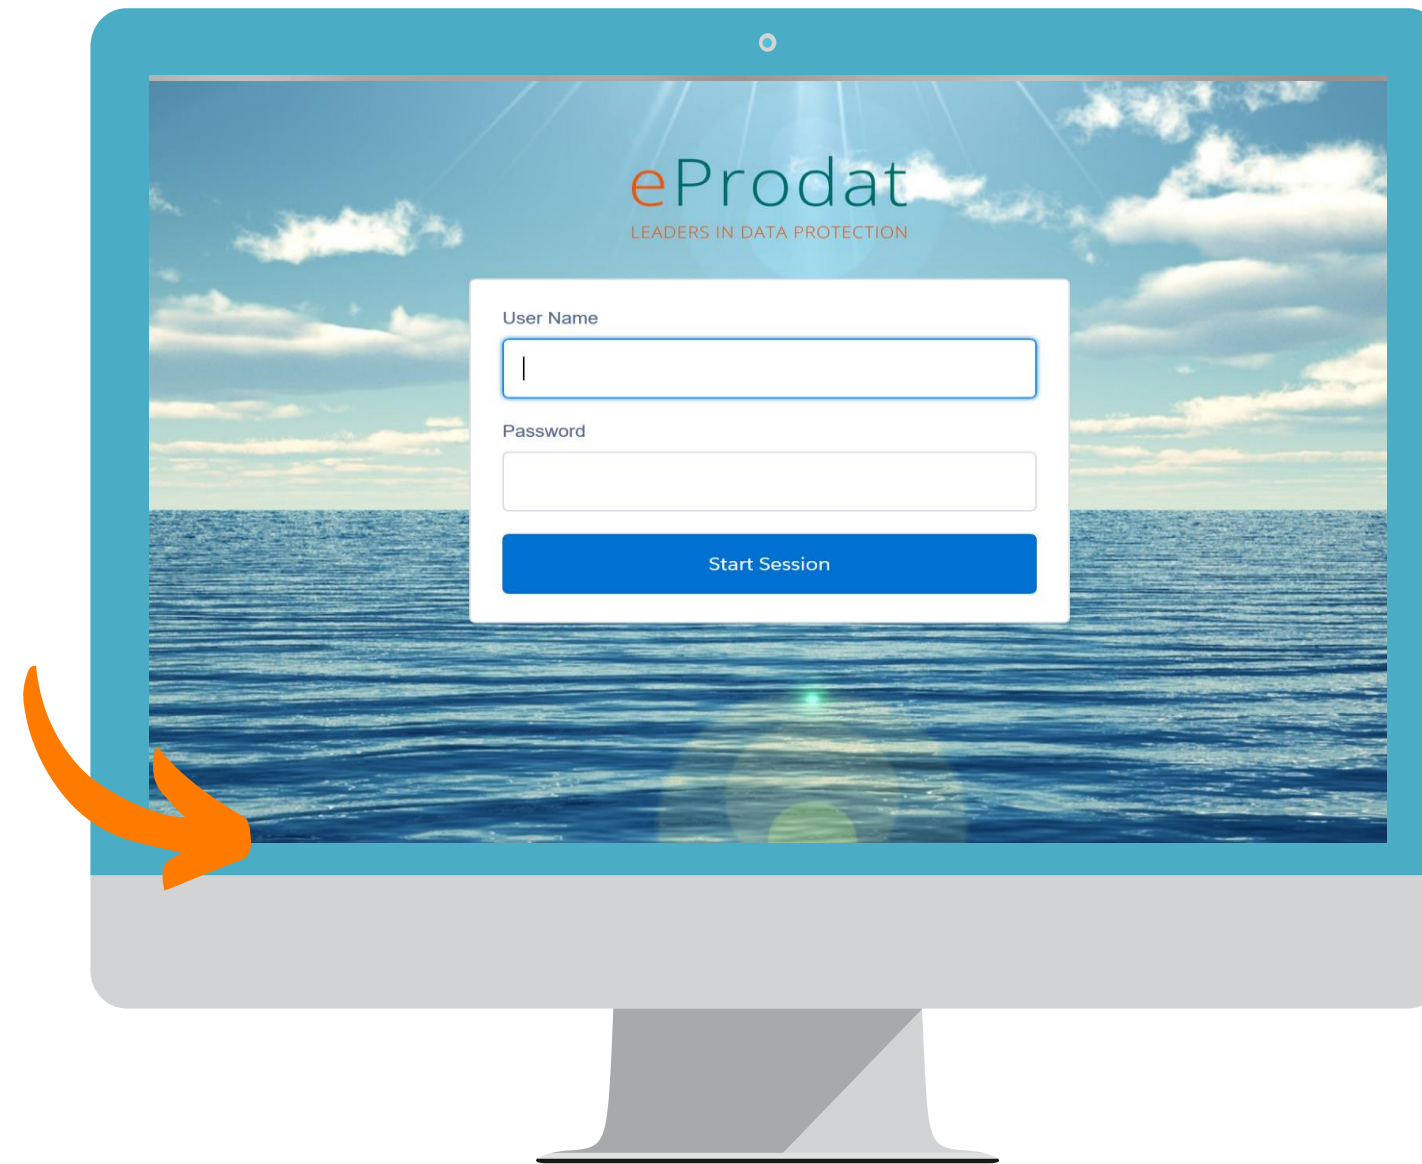 eProdat
LEADERS IN DATA PROTECTION
User Name
Password
Start Session